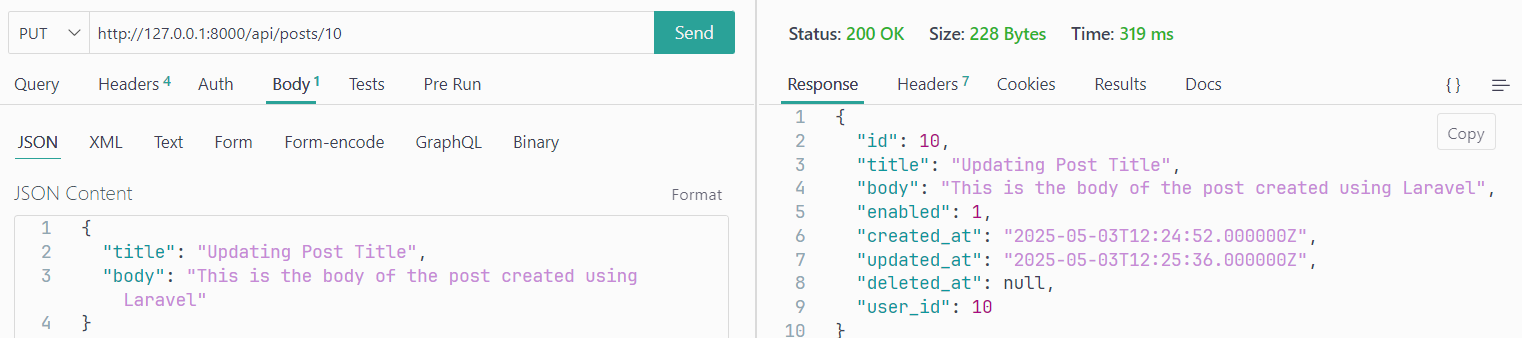 PUT http://127.0.0.1:8000/api/posts/10 Send
Query Headers 4 Auth Body 1 Tests Pre Run
JSON XML Text Form Form-encode GraphQL Binary
JSON Content Format
1 {
2 "title": "Updating Post Title",
3 "body": "This is the body of the post created using
Laravel"
4 }
Status: 200 OK Size: 228 Bytes Time: 319 ms
Response Headers 7 Cookies Results Docs {}
Copy
1 {
2 "id": 10,
3 "title": "Updating Post Title",
4 "body": "This is the body of the post created using Laravel",
5 "enabled": 1,
6 "created_at": "2025-05-03T12:24:52.000000Z",
7 "updated_at": "2025-05-03T12:25:36.000000Z",
8 "deleted_at": null,
9 "user_id": 10
10 }